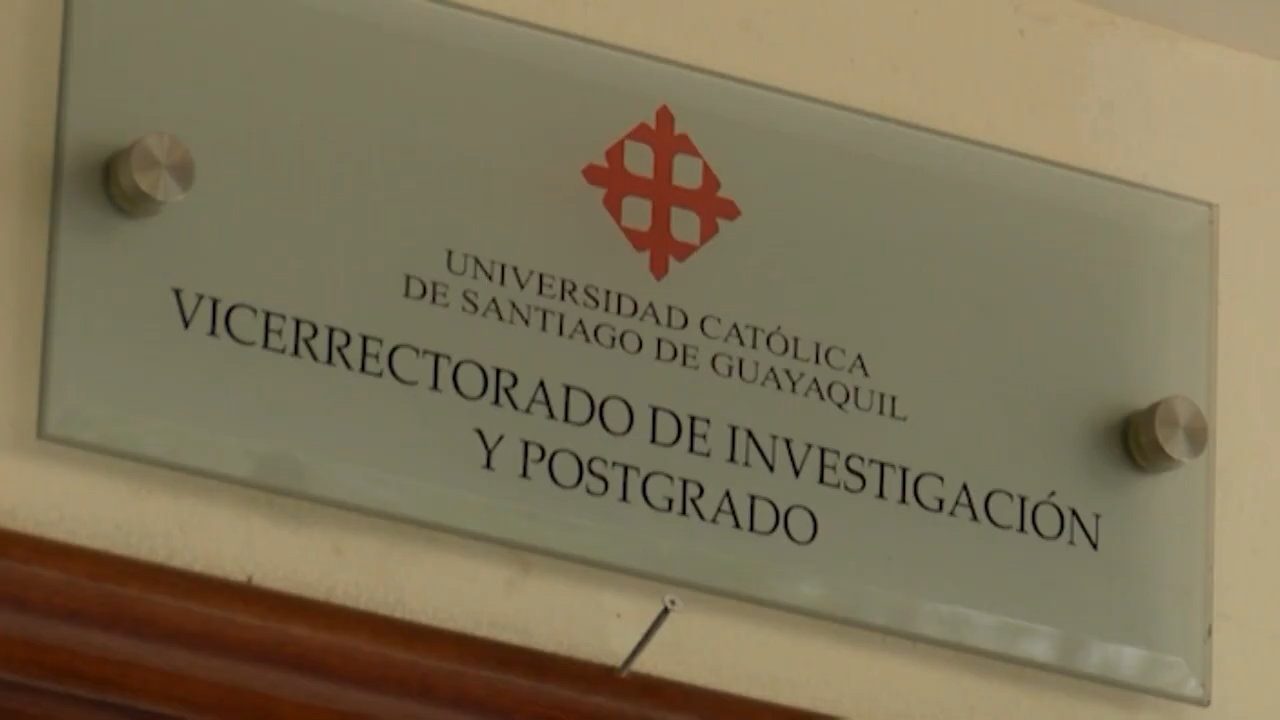 UNIVERSIDAD CATÓLICA
DE SANTIAGO DE GUAYAQUIL
VICERRECTORADO DE INVESTIGACIÓN
Y POSTGRADO